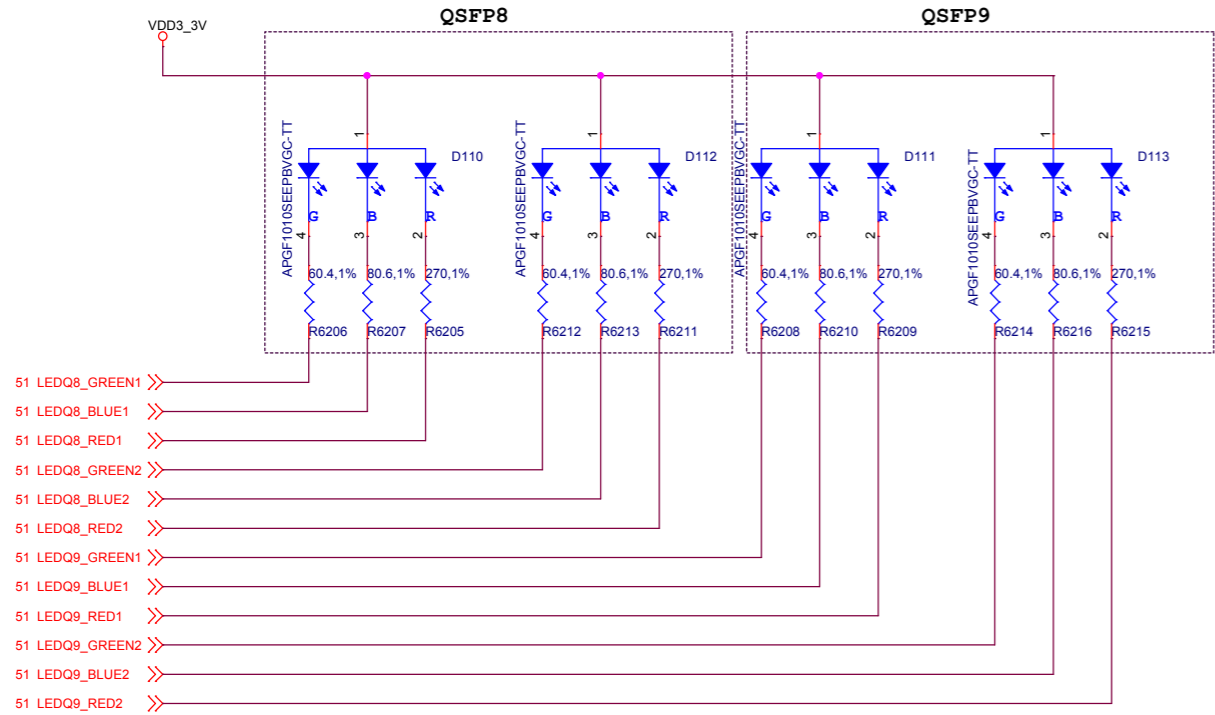 QSFP8
QSFP9
VDD3_3V
APGF1010SEEPBVGC-TT
1
D110
G
B
R
4
3
2
60.4,1%
80.6,1%
270,1%
R6206
R6207
R6205
APGF1010SEEPBVGC-TT
1
D112
G
B
R
4
3
2
60.4,1%
80.6,1%
270,1%
R6212
R6213
R6211
APGF1010SEEPBVGC-TT
1
D111
G
B
R
4
3
2
60.4,1%
80.6,1%
270,1%
R6208
R6210
R6209
APGF1010SEEPBVGC-TT
1
D113
G
B
R
4
3
2
60.4,1%
80.6,1%
270,1%
R6214
R6216
R6215
51 LEDQ8_GREEN1
51 LEDQ8_BLUE1
51 LEDQ8_RED1
51 LEDQ8_GREEN2
51 LEDQ8_BLUE2
51 LEDQ8_RED2
51 LEDQ9_GREEN1
51 LEDQ9_BLUE1
51 LEDQ9_RED1
51 LEDQ9_GREEN2
51 LEDQ9_BLUE2
51 LEDQ9_RED2